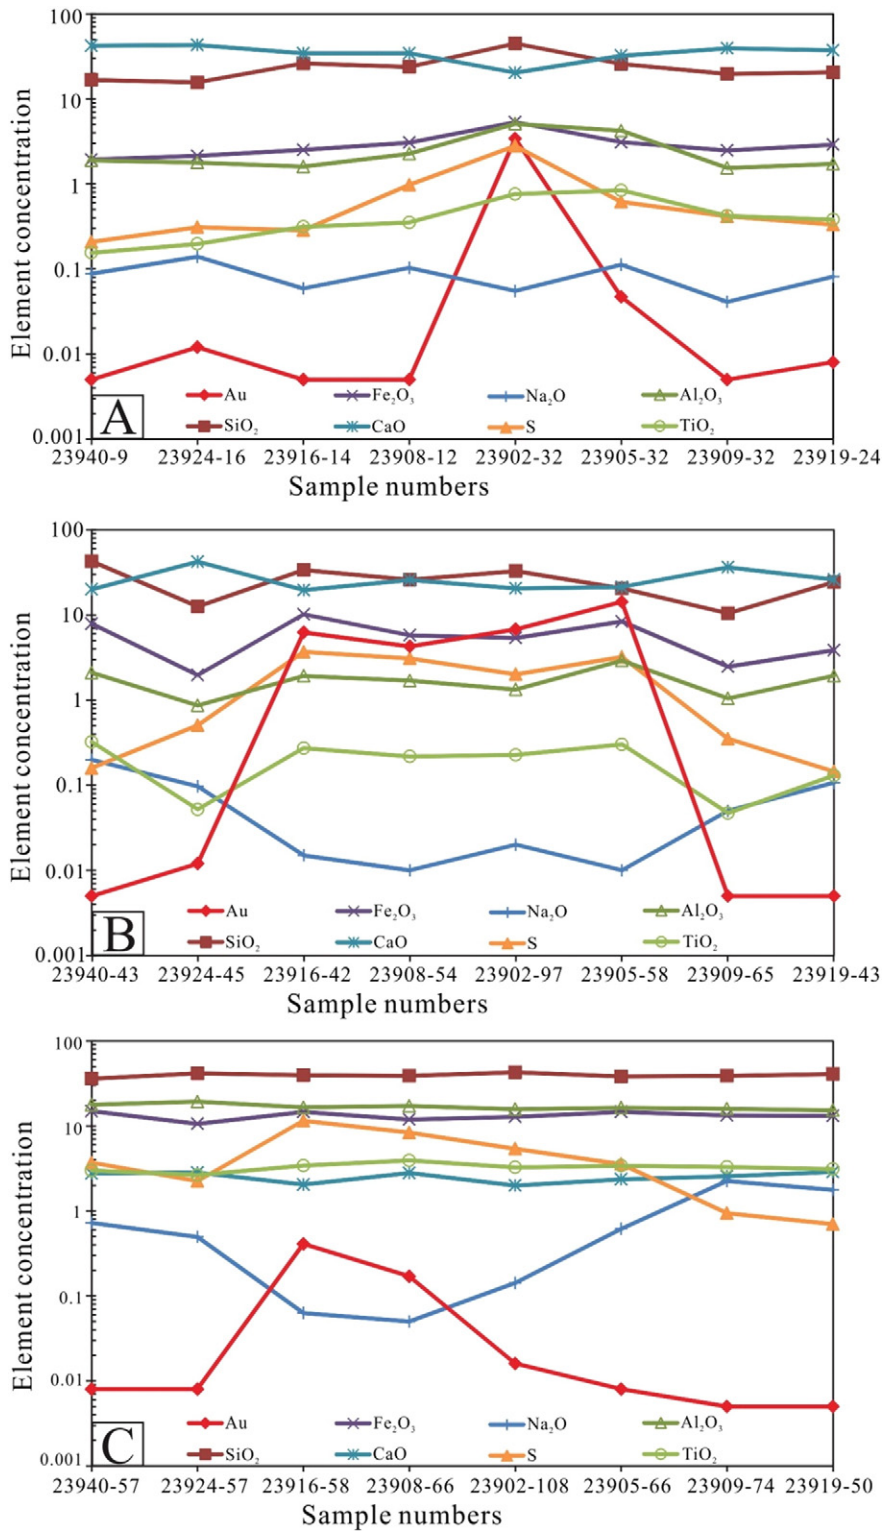 100
10
1
0.1
0.01
0.001
Element concentration
Au Fe₂O₃ Na₂O Al₂O₃
SiO₂ CaO S TiO₂
A
23940-9 23924-16 23916-14 23908-12 23902-32 23905-32 23909-32 23919-24
Sample numbers
100
10
1
0.1
0.01
0.001
Element concentration
Au Fe₂O₃ Na₂O Al₂O₃
SiO₂ CaO S TiO₂
B
23940-43 23924-45 23916-42 23908-54 23902-97 23905-58 23909-65 23919-43
Sample numbers
100
10
1
0.1
0.01
0.001
Element concentration
Au Fe₂O₃ Na₂O Al₂O₃
SiO₂ CaO S TiO₂
C
23940-57 23924-57 23916-58 23908-66 23902-108 23905-66 23909-74 23919-50
Sample numbers